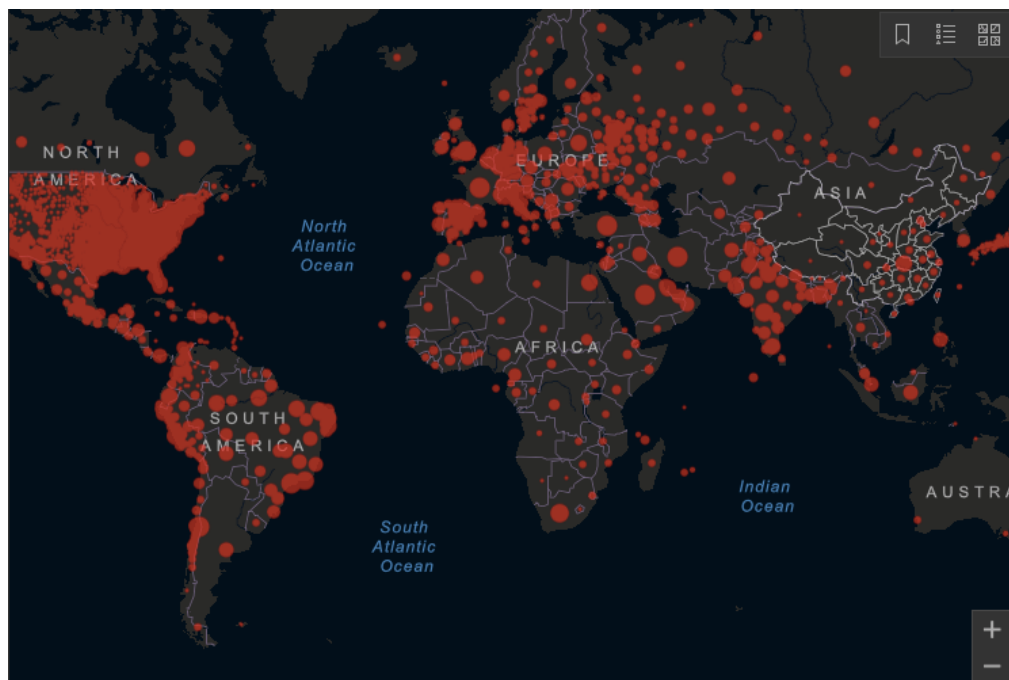 NORTH
AMERICA
EUROPE
ASIA
North
Atlantic
Ocean
AFRICA
SOUTH
AMERICA
Indian
Ocean
AUSTRA
South
Atlantic
Ocean
+
−